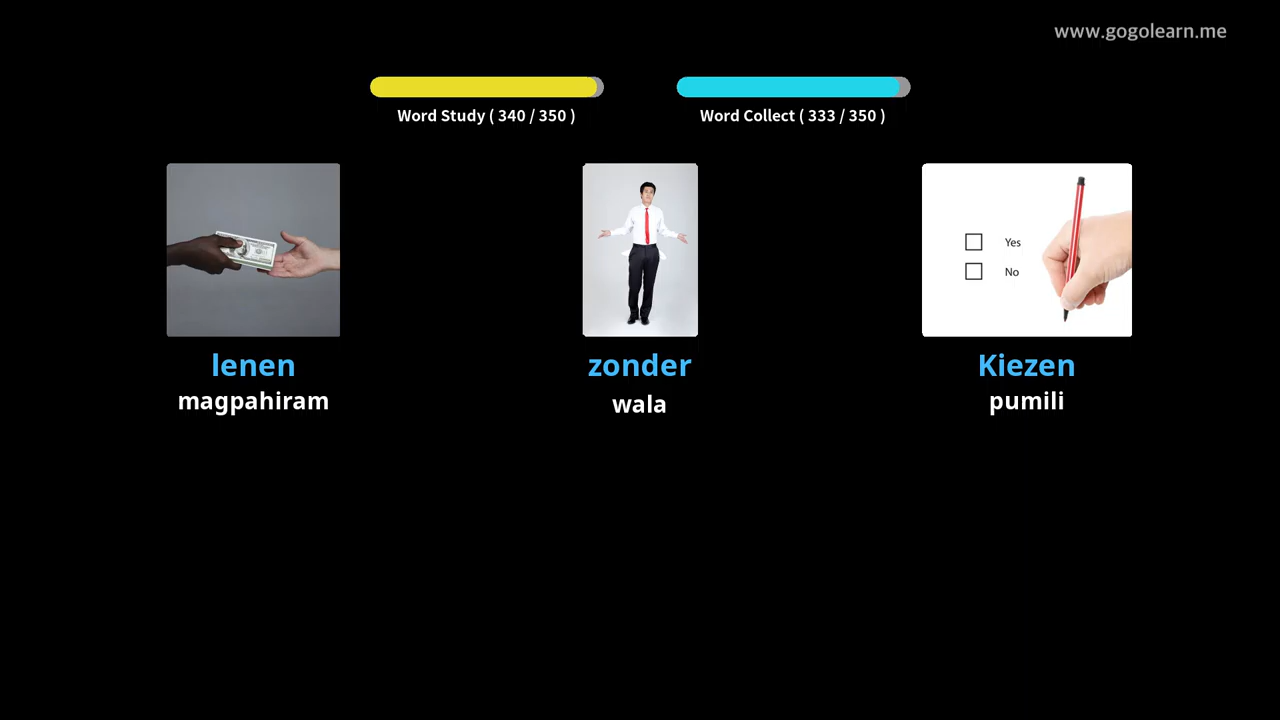 www.gogolearn.me
Word Study ( 340 / 350 )
Word Collect ( 333 / 350 )
Yes
No
lenen
magpahiram
zonder
wala
Kiezen
pumili